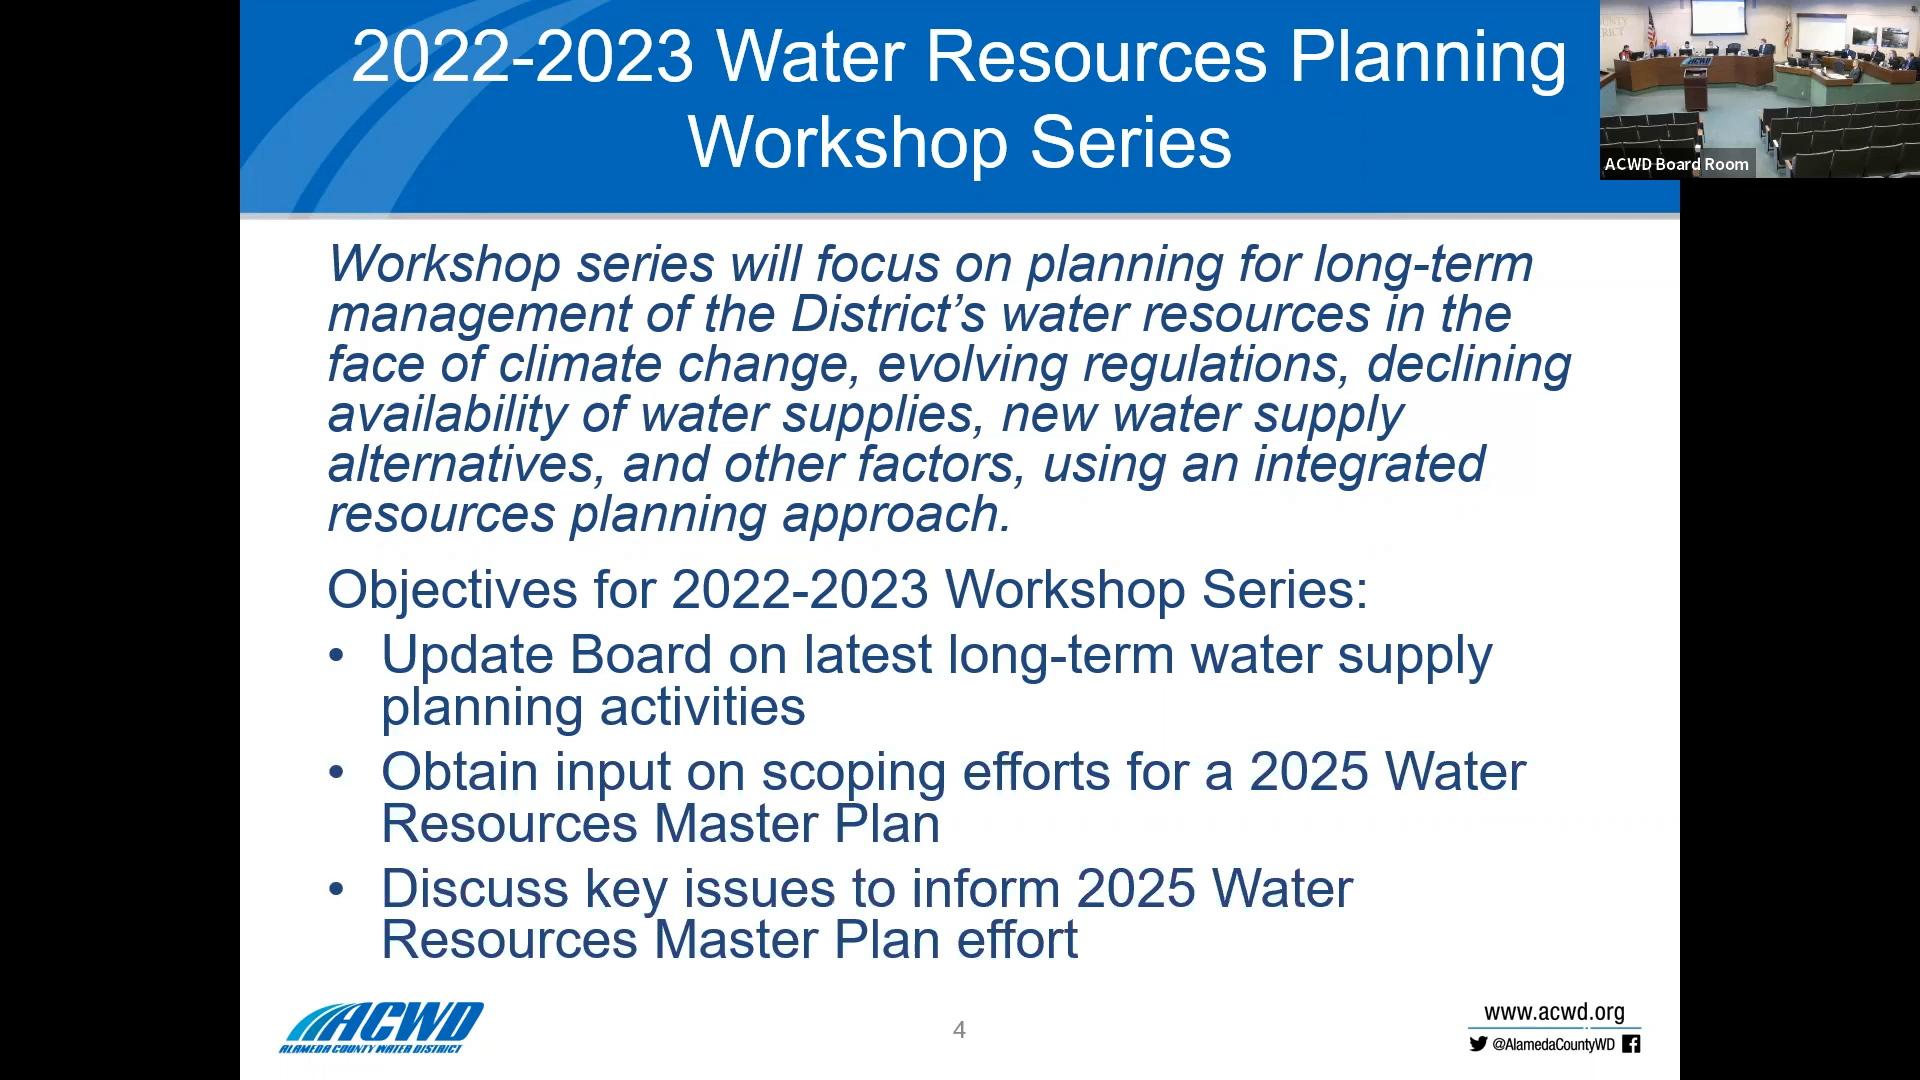 2022-2023 Water Resources Planning
Workshop Series
ACWD Board Room
Workshop series will focus on planning for long-term
management of the District’s water resources in the
face of climate change, evolving regulations, declining
availability of water supplies, new water supply
alternatives, and other factors, using an integrated
resources planning approach.
Objectives for 2022-2023 Workshop Series:
• Update Board on latest long-term water supply
planning activities
• Obtain input on scoping efforts for a 2025 Water
Resources Master Plan
• Discuss key issues to inform 2025 Water
Resources Master Plan effort
ACWD
ALAMEDA COUNTY WATER DISTRICT
4
www.acwd.org
@AlamedaCountyWD